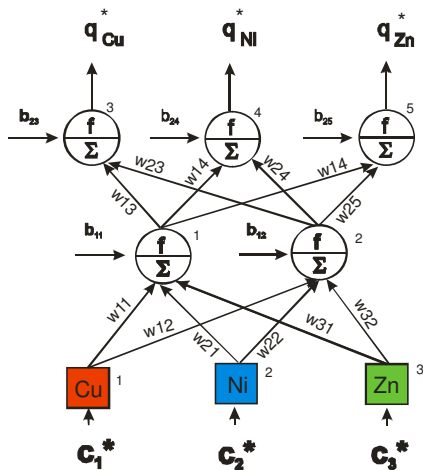 q*Cu q*Ni q*Zn
3 4 5
b23 f Σ b24 f Σ b25 f Σ
w23 w14 w24 w14
w13 w25
b11 f Σ 1 b12 f Σ 2
w11 w12 w21 w22 w31 w32
Cu 1 Ni 2 Zn 3
C1* C2* C3*